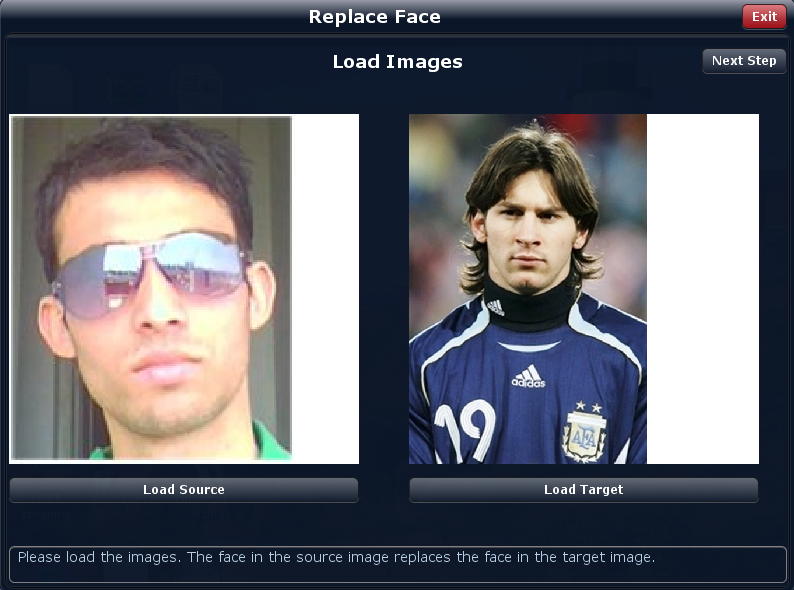 Replace Face
Exit
Load Images
Next Step
adidas
19
AFA
Load Source
Load Target
Please load the images. The face in the source image replaces the face in the target image.